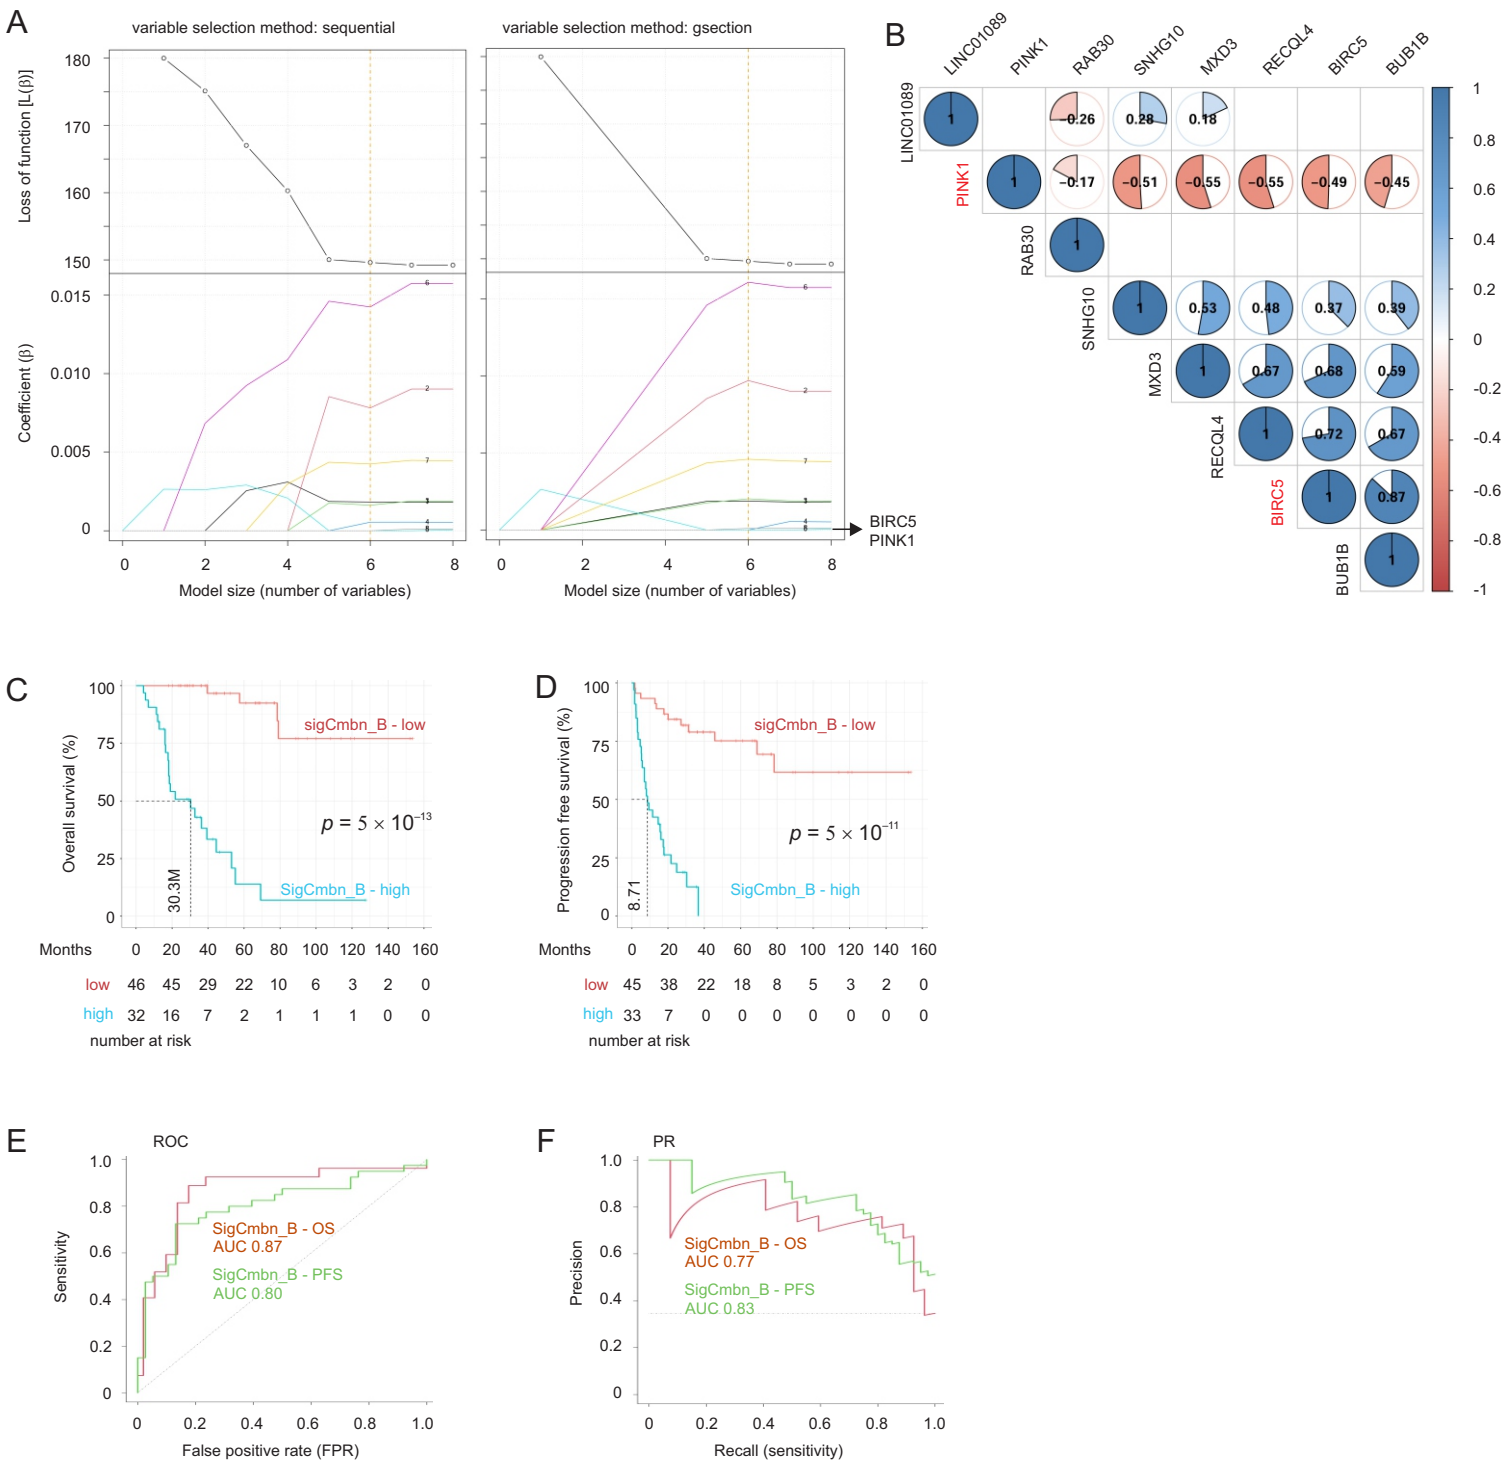 A
variable selection method: sequential
variable selection method: gsection
Loss of function [L(β)]
180
170
160
150
Coefficient (β)
0.015
0.010
0.005
0
6
2
7
4
6
2
7
4
BIRC5
PINK1
0 2 4 6 8
0 2 4 6 8
Model size (number of variables)
Model size (number of variables)
B
LINC01089 PINK1 RAB30 SNHG10 MXD3 RECQL4 BIRC5 BUB1B
LINC01089 1 −0.26 0.28 0.18
PINK1 1 −0.17 −0.51 −0.55 −0.55 −0.49 −0.45
RAB30 1
SNHG10 1 0.53 0.48 0.37 0.39
MXD3 1 0.67 0.68 0.59
RECQL4 1 0.72 0.67
BIRC5 1 0.87
BUB1B 1
1
0.8
0.6
0.4
0.2
0
-0.2
-0.4
-0.6
-0.8
-1
C
Overall survival (%)
100
75
50
25
0
sigCmbn_B - low
p = 5 × 10−13
SigCmbn_B - high
30.3M
Months 0 20 40 60 80 100 120 140 160
low 46 45 29 22 10 6 3 2 0
high 32 16 7 2 1 1 1 0 0
number at risk
D
Progression free survival (%)
100
75
50
25
0
sigCmbn_B - low
p = 5 × 10−11
SigCmbn_B - high
8.71
Months 0 20 40 60 80 100 120 140 160
low 45 38 22 18 8 5 3 2 0
high 33 7 0 0 0 0 0 0 0
number at risk
E
ROC
Sensitivity
1.0
0.8
0.6
0.4
0.2
0
SigCmbn_B - OS
AUC 0.87
SigCmbn_B - PFS
AUC 0.80
0 0.2 0.4 0.6 0.8 1.0
False positive rate (FPR)
F
PR
Precision
1.0
0.8
0.6
0.4
0.2
0
SigCmbn_B - OS
AUC 0.77
SigCmbn_B - PFS
AUC 0.83
0 0.2 0.4 0.6 0.8 1.0
Recall (sensitivity)